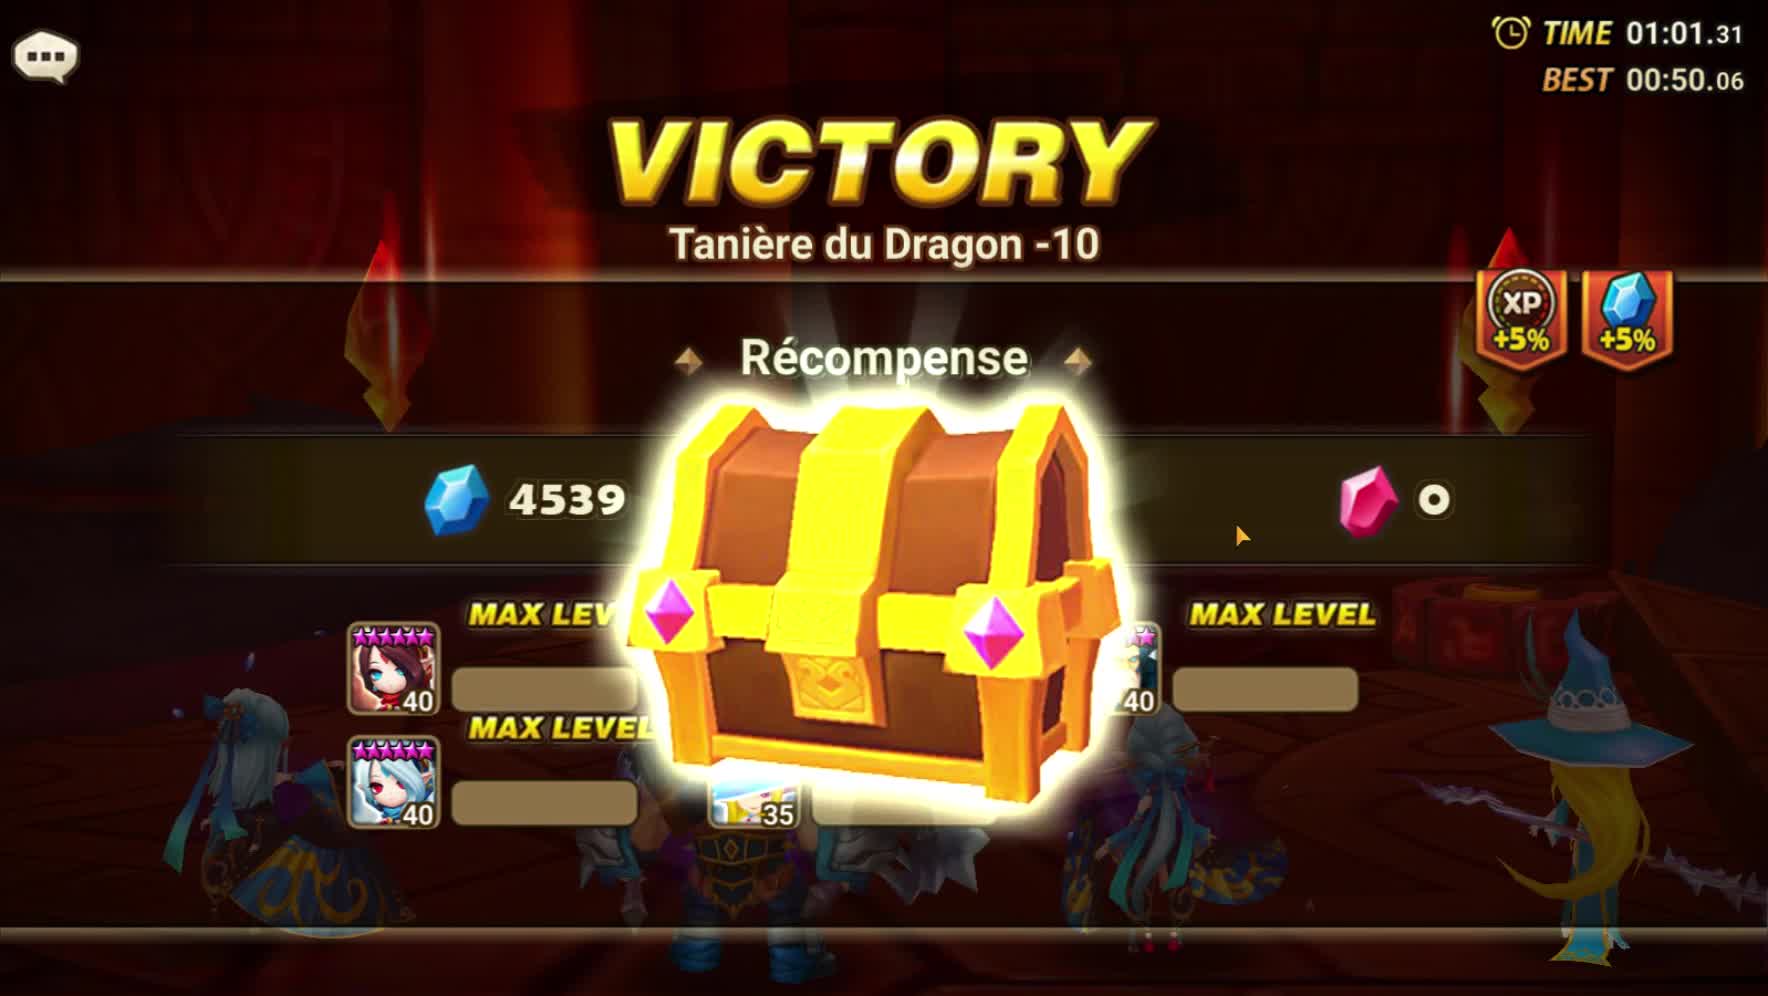 TIME 01:01.31
BEST 00:50.06
VICTORY
Tanière du Dragon -10
XP
+5%
+5%
Récompense
4539
0
MAX LEV
MAX LEVEL
40
40
MAX LEVEL
40
35